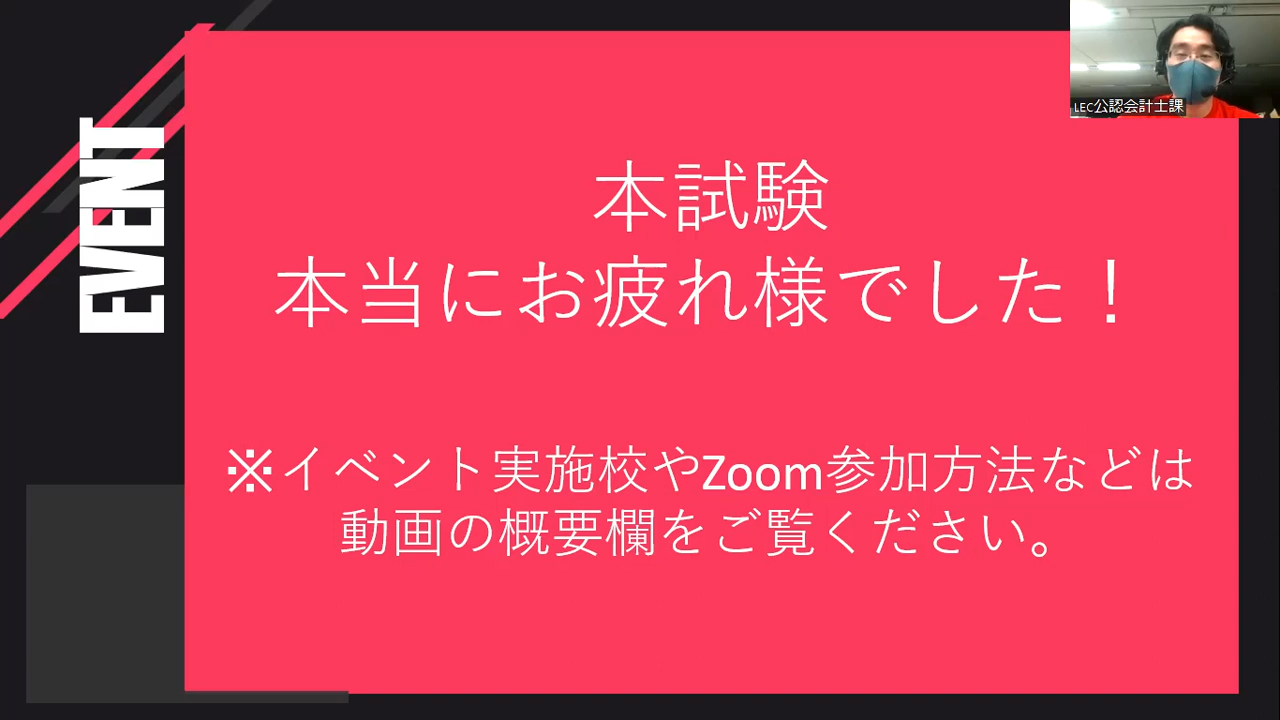 EVENT
LEC公認会計士課
本試験
本当にお疲れ様でした！
※イベント実施校やZoom参加方法などは
動画の概要欄をご覧ください。